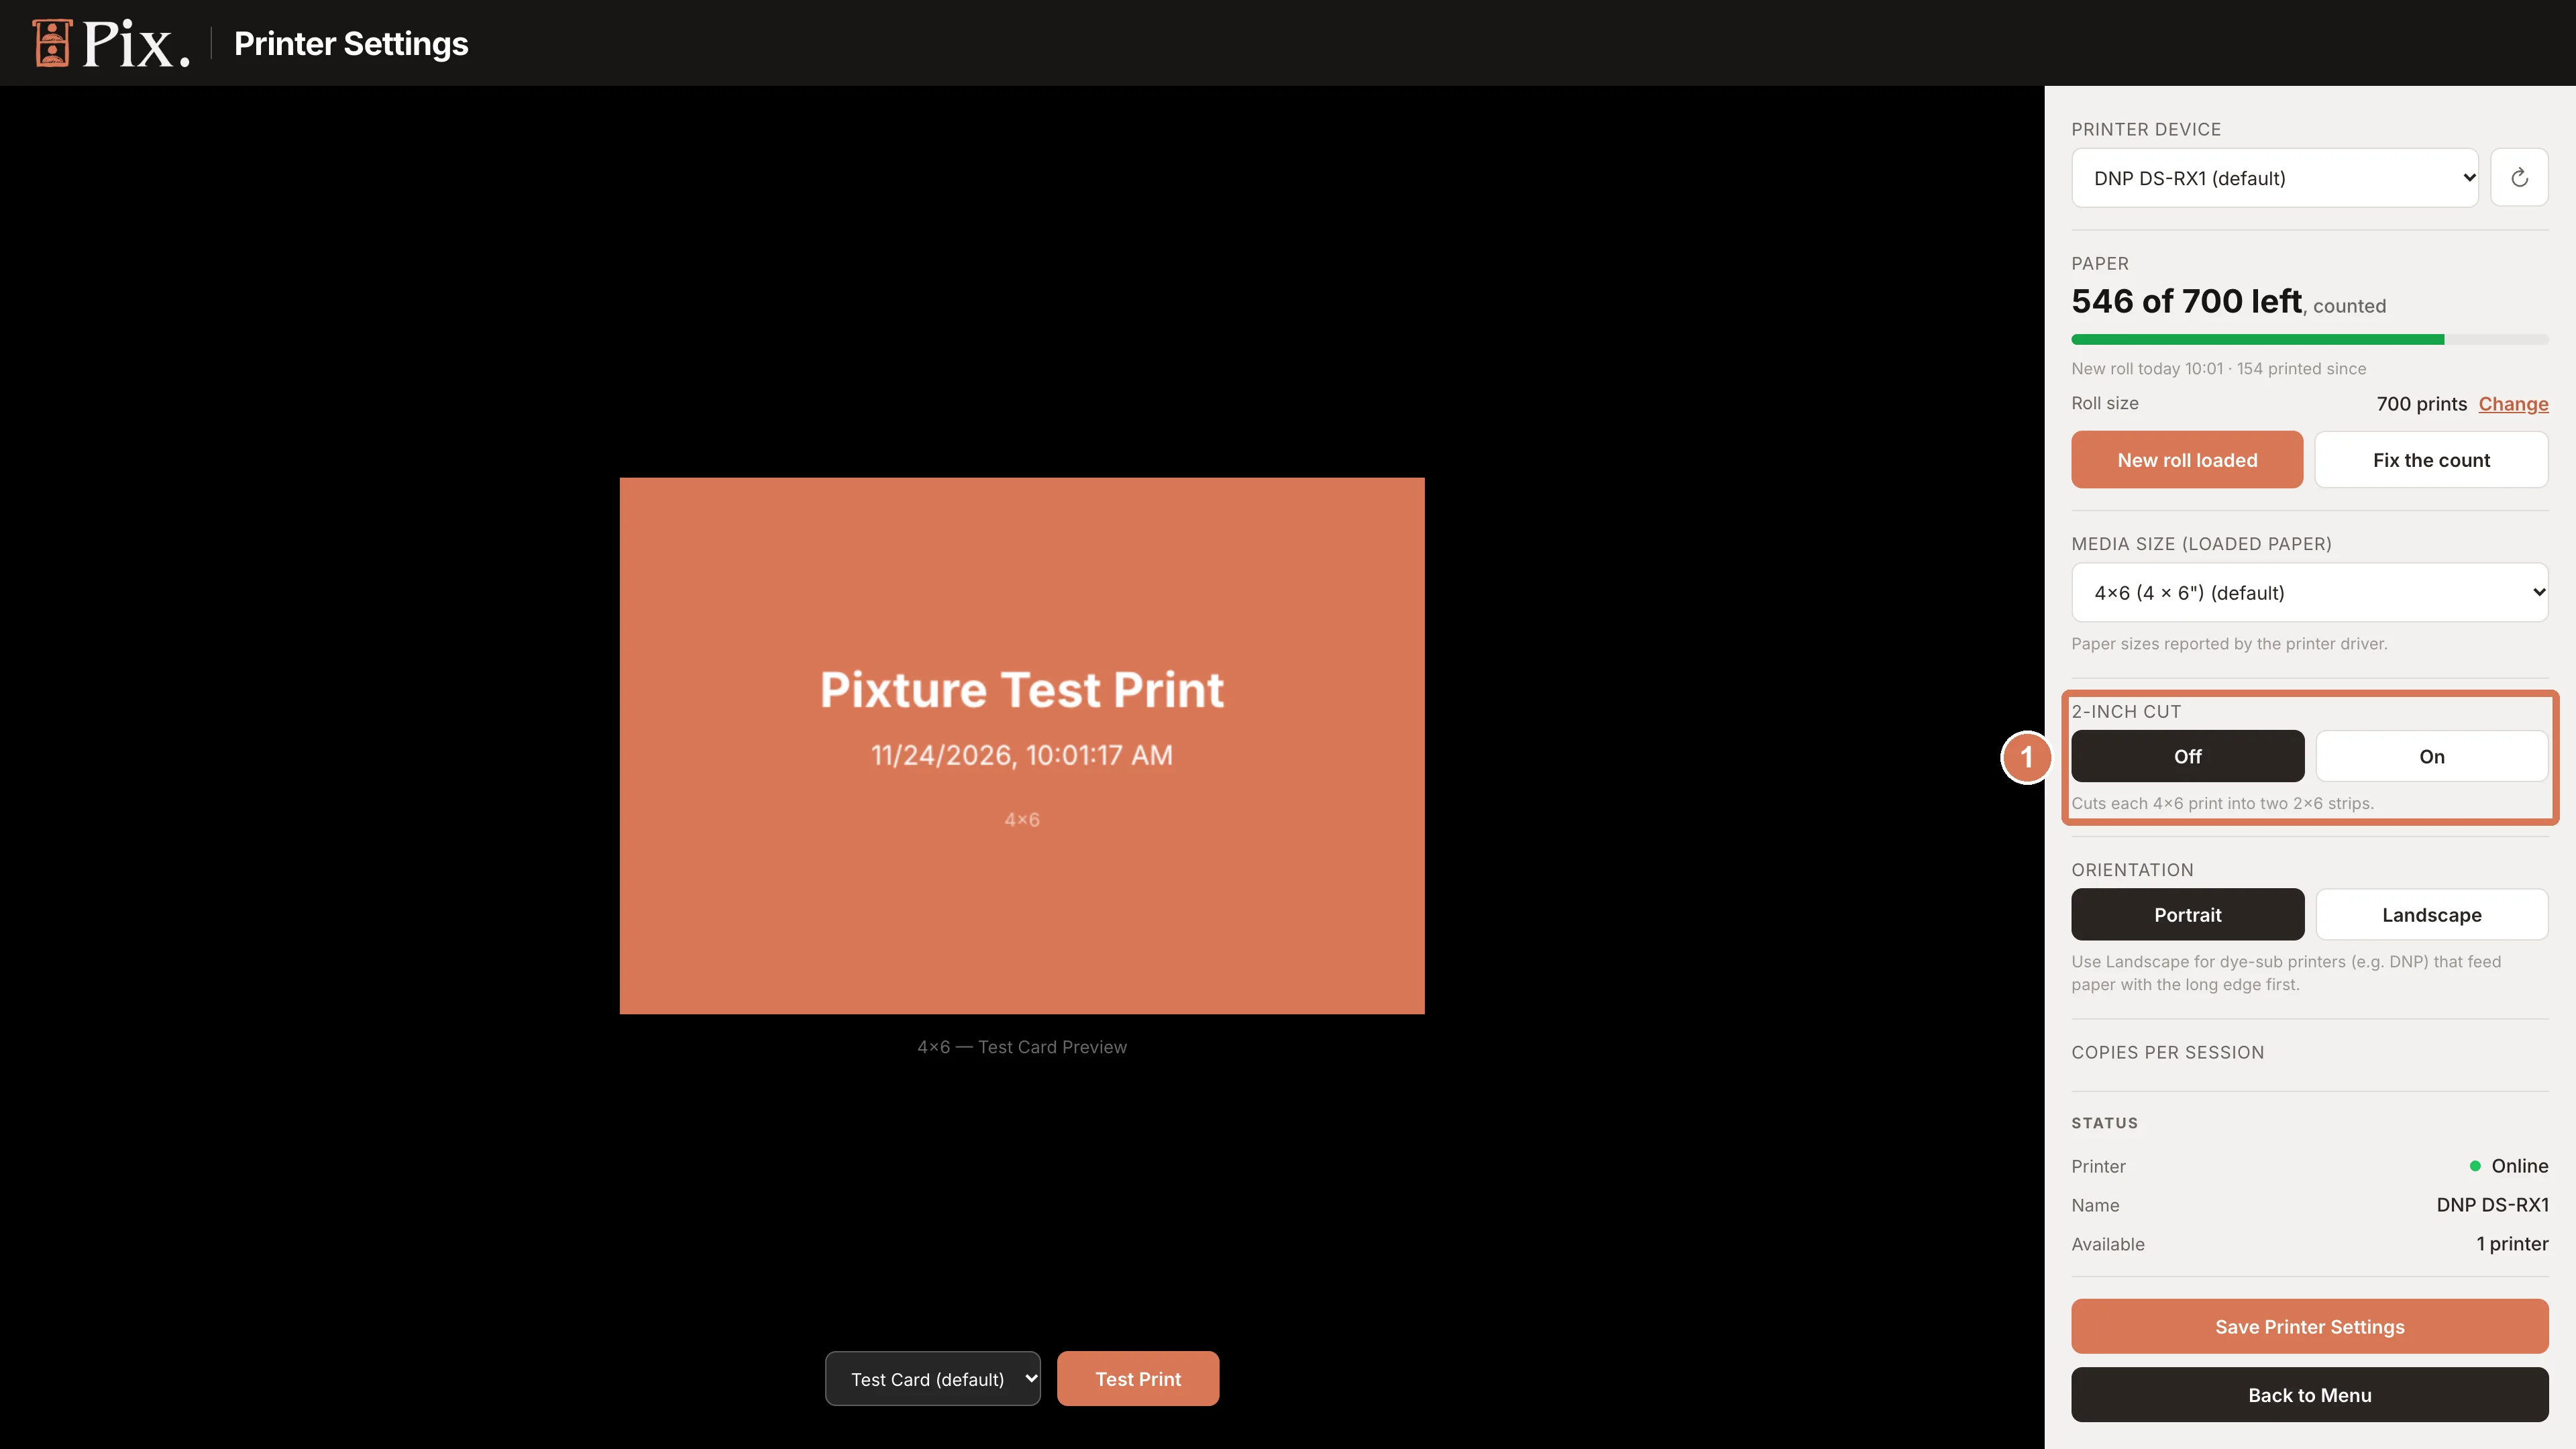 Pix.
Printer Settings
Pixture Test Print
11/24/2026, 10:01:17 AM
4×6
4×6 — Test Card Preview
Test Card (default)
Test Print
PRINTER DEVICE
DNP DS-RX1 (default)
PAPER
546 of 700 left, counted
New roll today 10:01 · 154 printed since
Roll size 700 prints Change
New roll loaded Fix the count
MEDIA SIZE (LOADED PAPER)
4×6 (4 × 6") (default)
Paper sizes reported by the printer driver.
1
2-INCH CUT
Off On
Cuts each 4×6 print into two 2×6 strips.
ORIENTATION
Portrait Landscape
Use Landscape for dye-sub printers (e.g. DNP) that feed
paper with the long edge first.
COPIES PER SESSION
STATUS
Printer Online
Name DNP DS-RX1
Available 1 printer
Save Printer Settings
Back to Menu